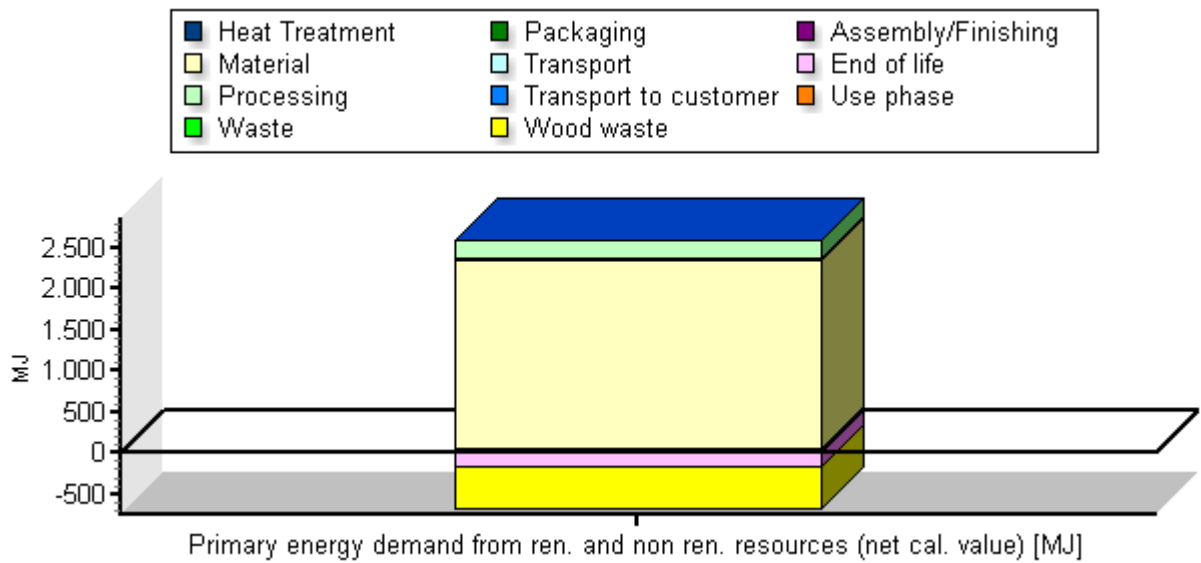 Heat Treatment Packaging Assembly/Finishing
Material Transport End of life
Processing Transport to customer Use phase
Waste Wood waste
2.500
2.000
1.500
1.000
500
0
-500
MJ
Primary energy demand from ren. and non ren. resources (net cal. value) [MJ]